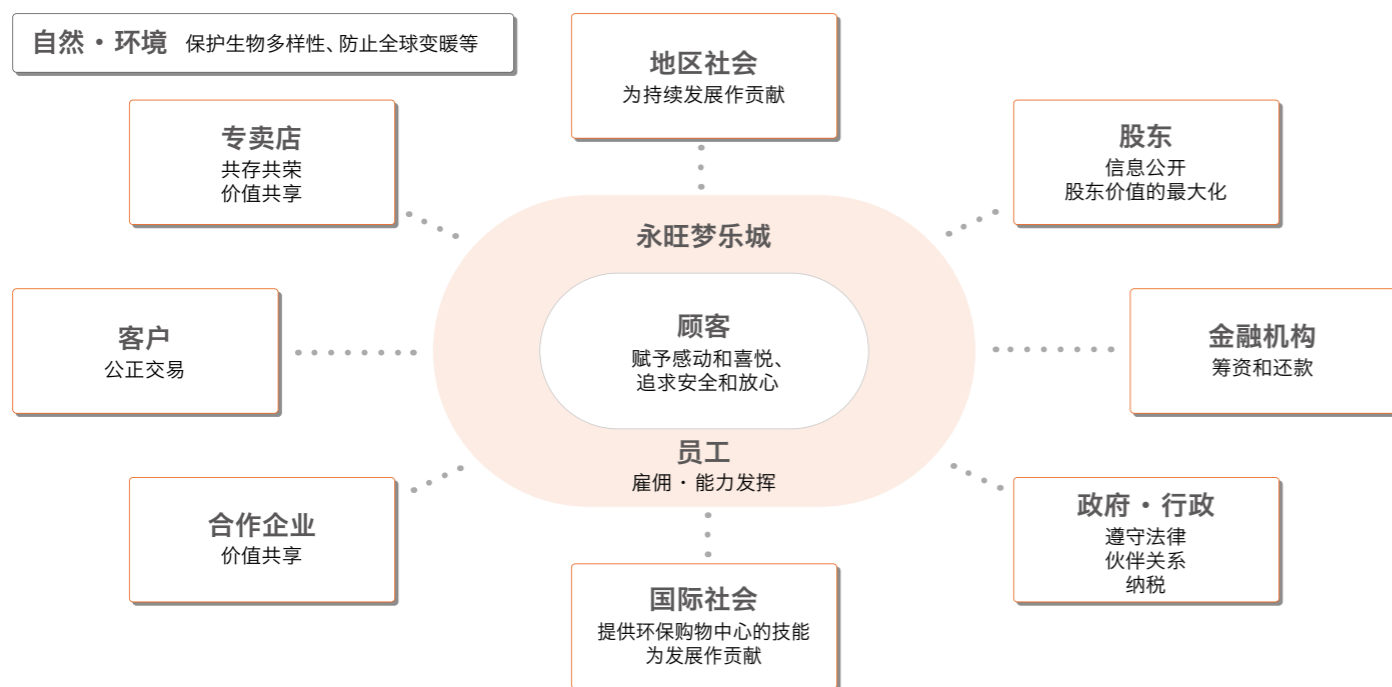 自然・环境 保护生物多样性、防止全球变暖等
地区社会
为持续发展作贡献
专卖店
共存共荣
价值共享
股东
信息公开
股东价值的最大化
永旺梦乐城
顾客
赋予感动和喜悦、
追求安全和放心
客户
公正交易
金融机构
筹资和还款
员工
雇佣・能力发挥
合作企业
价值共享
政府・行政
遵守法律
伙伴关系
纳税
国际社会
提供环保购物中心的技能
为发展作贡献